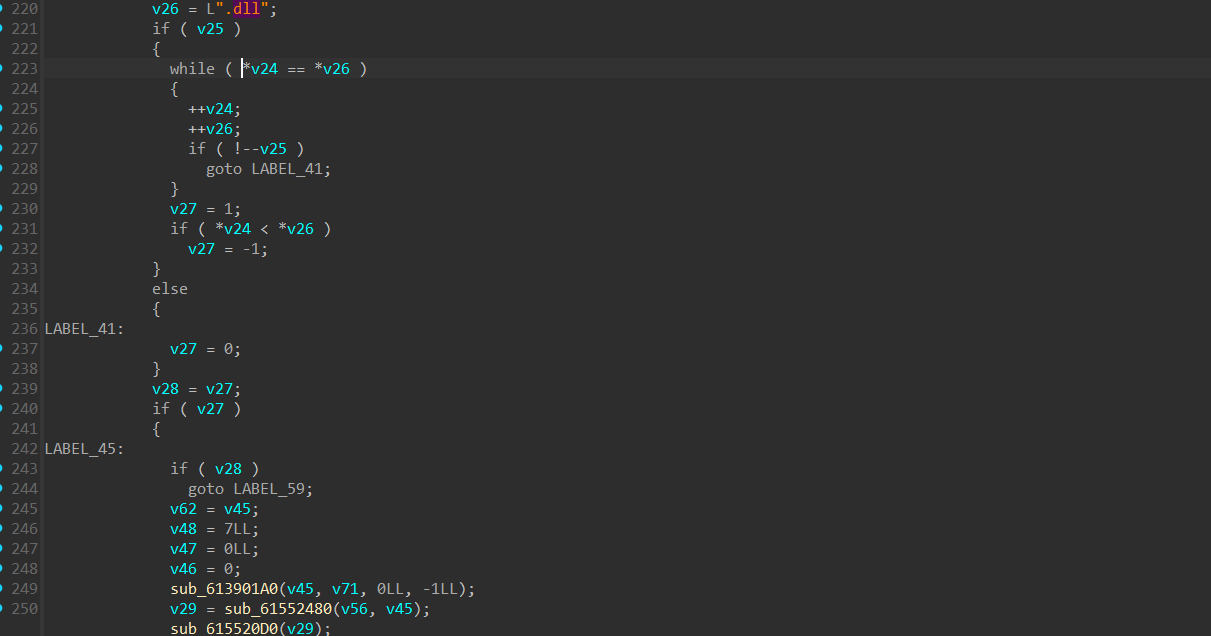 220 v26 = L".dll";
221 if ( v25 )
222 {
223 while ( *v24 == *v26 )
224 {
225 ++v24;
226 ++v26;
227 if ( !--v25 )
228 goto LABEL_41;
229 }
230 v27 = 1;
231 if ( *v24 < *v26 )
232 v27 = -1;
233 }
234 else
235 {
236 LABEL_41:
237 v27 = 0;
238 }
239 v28 = v27;
240 if ( v27 )
241 {
242 LABEL_45:
243 if ( v28 )
244 goto LABEL_59;
245 v62 = v45;
246 v48 = 7LL;
247 v47 = 0LL;
248 v46 = 0;
249 sub_613901A0(v45, v71, 0LL, -1LL);
250 v29 = sub_61552480(v56, v45);
sub_615520D0(v29);